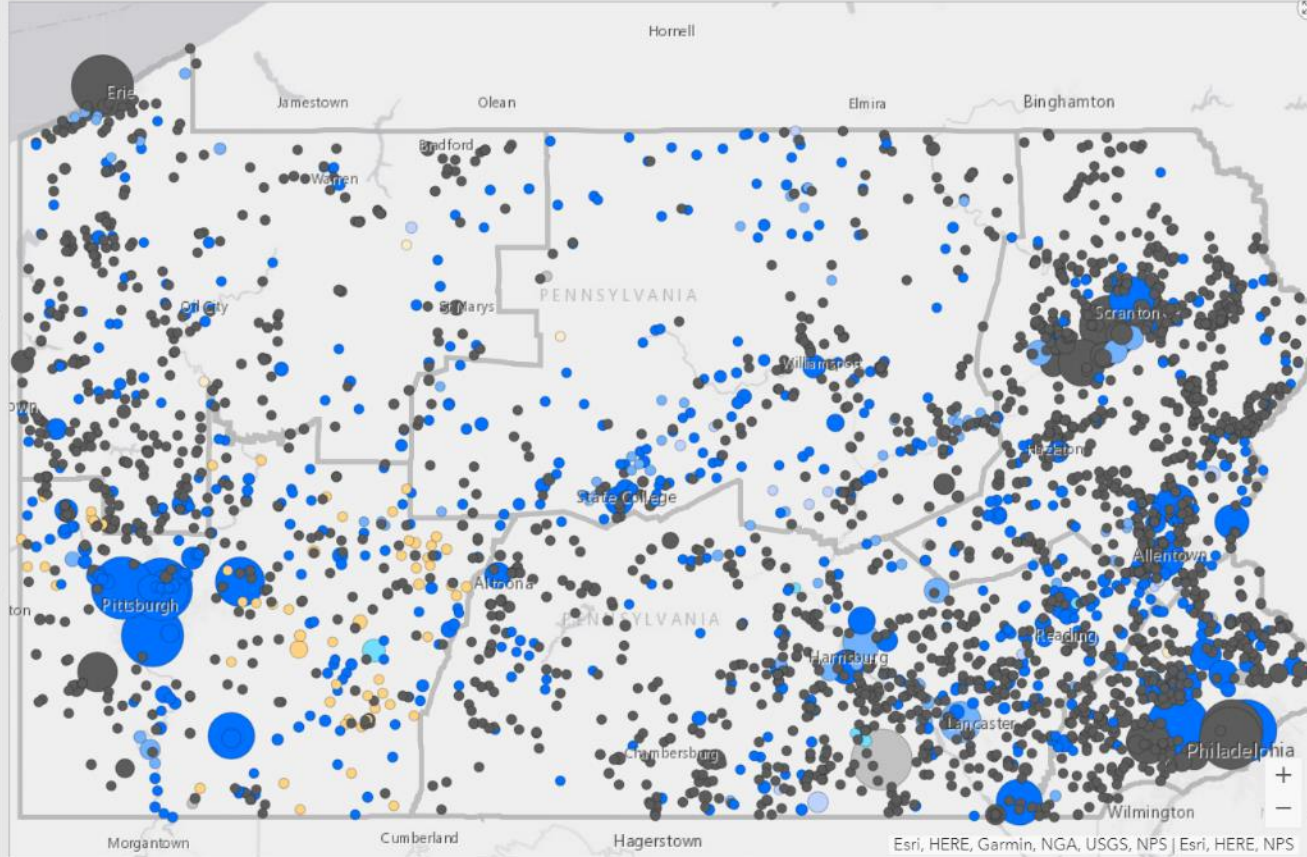 Hornell
Erie
Jamestown
Olean
Elmira
Binghamton
Bradford
Warren
PENNSYLVANIA
Oil City
St Marys
Scranton
Williamsport
own
Hazleton
State College
Allentown
Altoona
Pittsburgh
ton
PENNSYLVANIA
Reading
Harrisburg
Lancaster
Chambersburg
Philadelphia
+
Wilmington
−
Morgantown
Cumberland
Hagerstown
Esri, HERE, Garmin, NGA, USGS, NPS | Esri, HERE, NPS